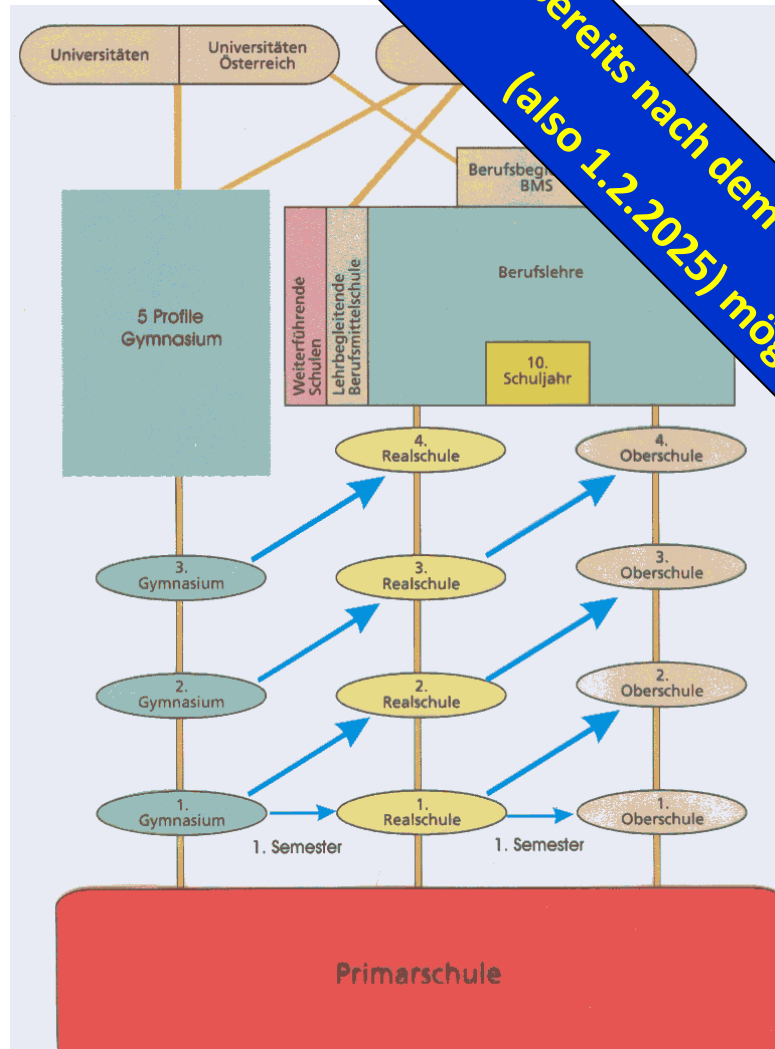 Universitäten
Universitäten
Österreich
bereits nach dem
(also 1.2.2025)
BMS
Berufslehre
5 Profile
Gymnasium
Weiterführende
Schulen
Lehrbegleitende
Berufsmittelschule
10.
Schuljahr
4.
Realschule
4.
Oberschule
3.
Gymnasium
3.
Realschule
3.
Oberschule
2.
Gymnasium
2.
Realschule
2.
Oberschule
1.
Gymnasium
1.
Realschule
1.
Oberschule
1. Semester
1. Semester
Primarschule